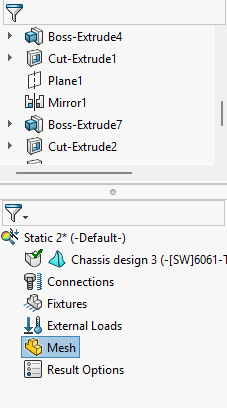 Boss-Extrude4
Cut-Extrude1
Plane1
Mirror1
Boss-Extrude7
Cut-Extrude2
Static 2* (-Default-)
Chassis design 3 (-[SW]6061-T
Connections
Fixtures
External Loads
Mesh
Result Options